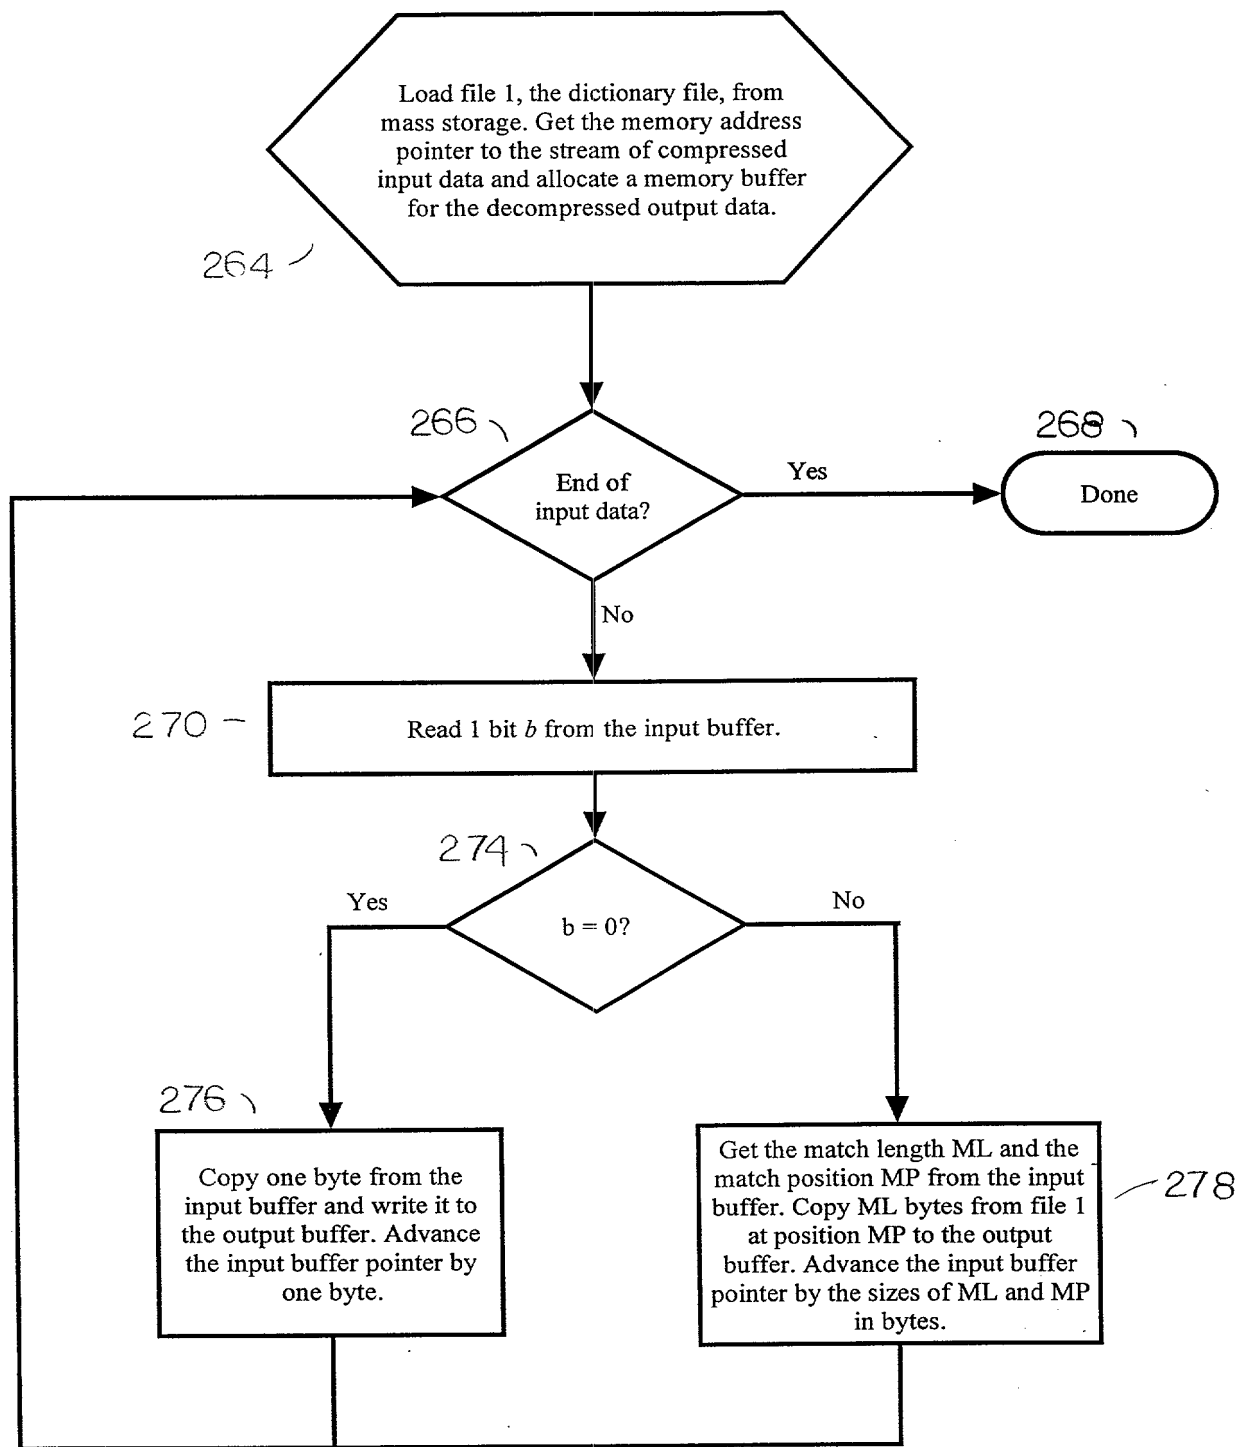 Load file 1, the dictionary file, from
mass storage. Get the memory address
pointer to the stream of compressed
input data and allocate a memory buffer
for the decompressed output data.
264
266
268
End of
input data?
Yes
Done
No
270
Read 1 bit b from the input buffer.
274
Yes
No
b = 0?
276
Copy one byte from the
input buffer and write it to
the output buffer. Advance
the input buffer pointer by
one byte.
Get the match length ML and the
match position MP from the input
buffer. Copy ML bytes from file 1
at position MP to the output
buffer. Advance the input buffer
pointer by the sizes of ML and MP
in bytes.
278